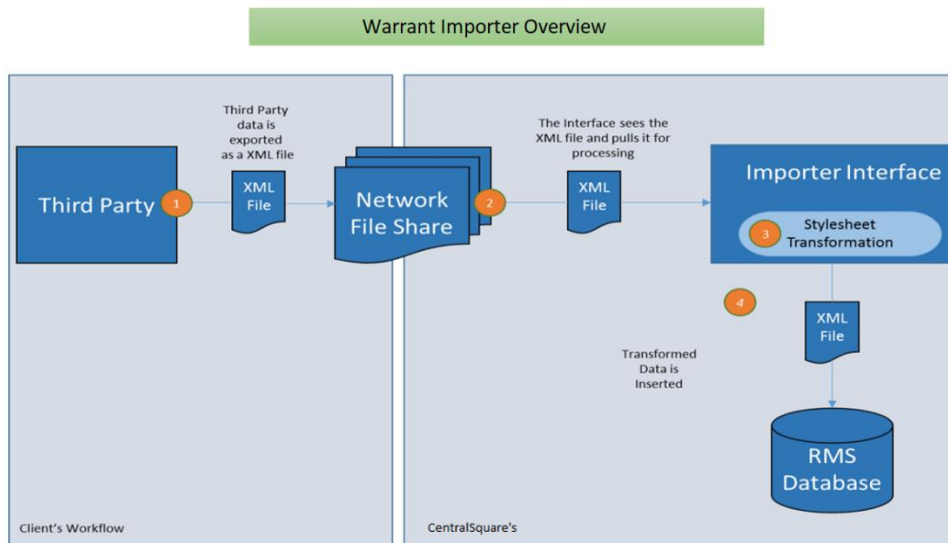 Warrant Importer Overview
Third Party
data is
exported
as a XML file
The Interface sees the
XML file and pulls it for
processing
Third Party
1
XML
File
Network
File Share
2
XML
File
Importer Interface
3
Stylesheet
Transformation
4
XML
File
Transformed
Data is
Inserted
RMS
Database
Client's Workflow
CentralSquare's